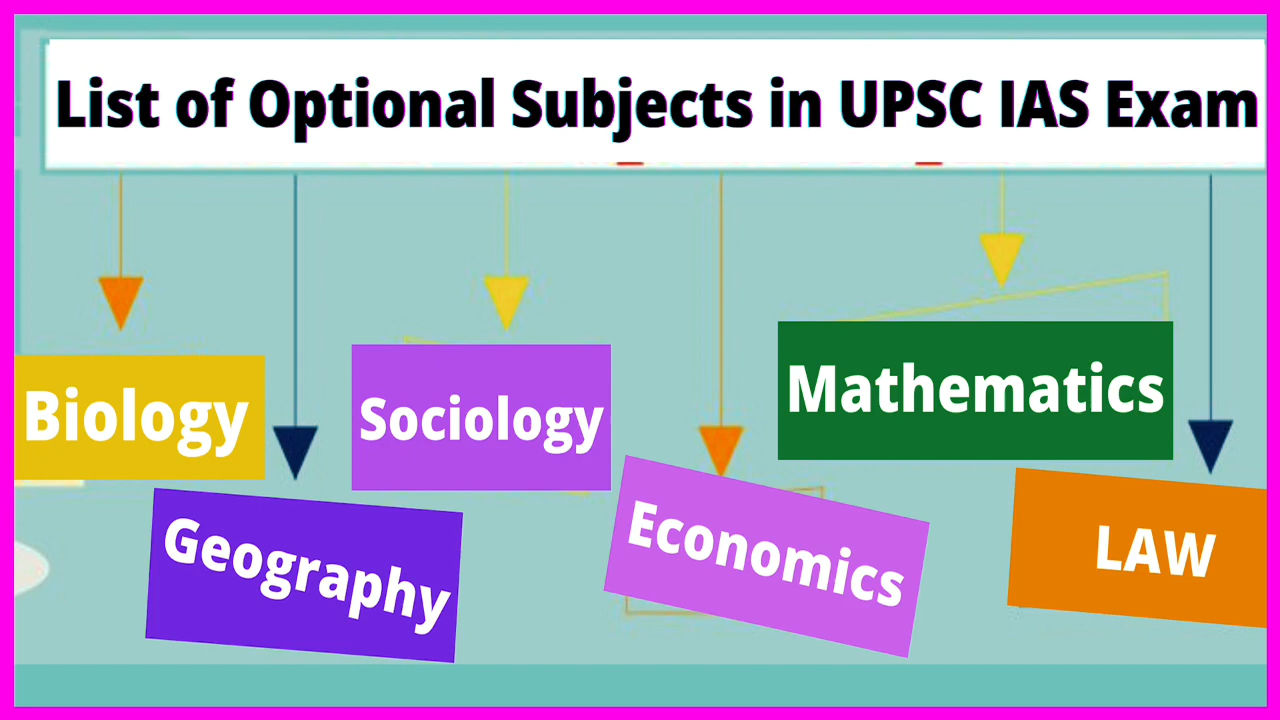 List of Optional Subjects in UPSC IAS Exam
Biology
Sociology
Mathematics
Geography
Economics
LAW